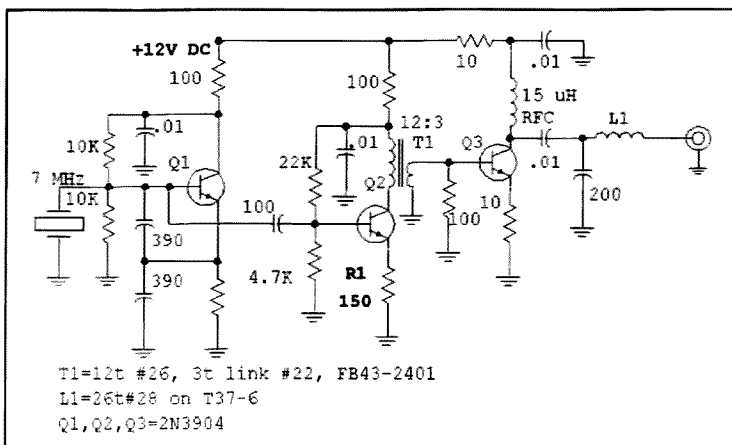 +12V DC
100
10
.01
100
15 uH
RFC
.01
10K
Q1
.01
12:3
T1
Q3
L1
.01
22K
Q2
7 MHz
10K
100
100
10
200
390
4.7K
R1
150
390
T1=12t #26, 3t link #22, FB43-2401
L1=26t#28 on T37-6
Q1,Q2,Q3=2N3904